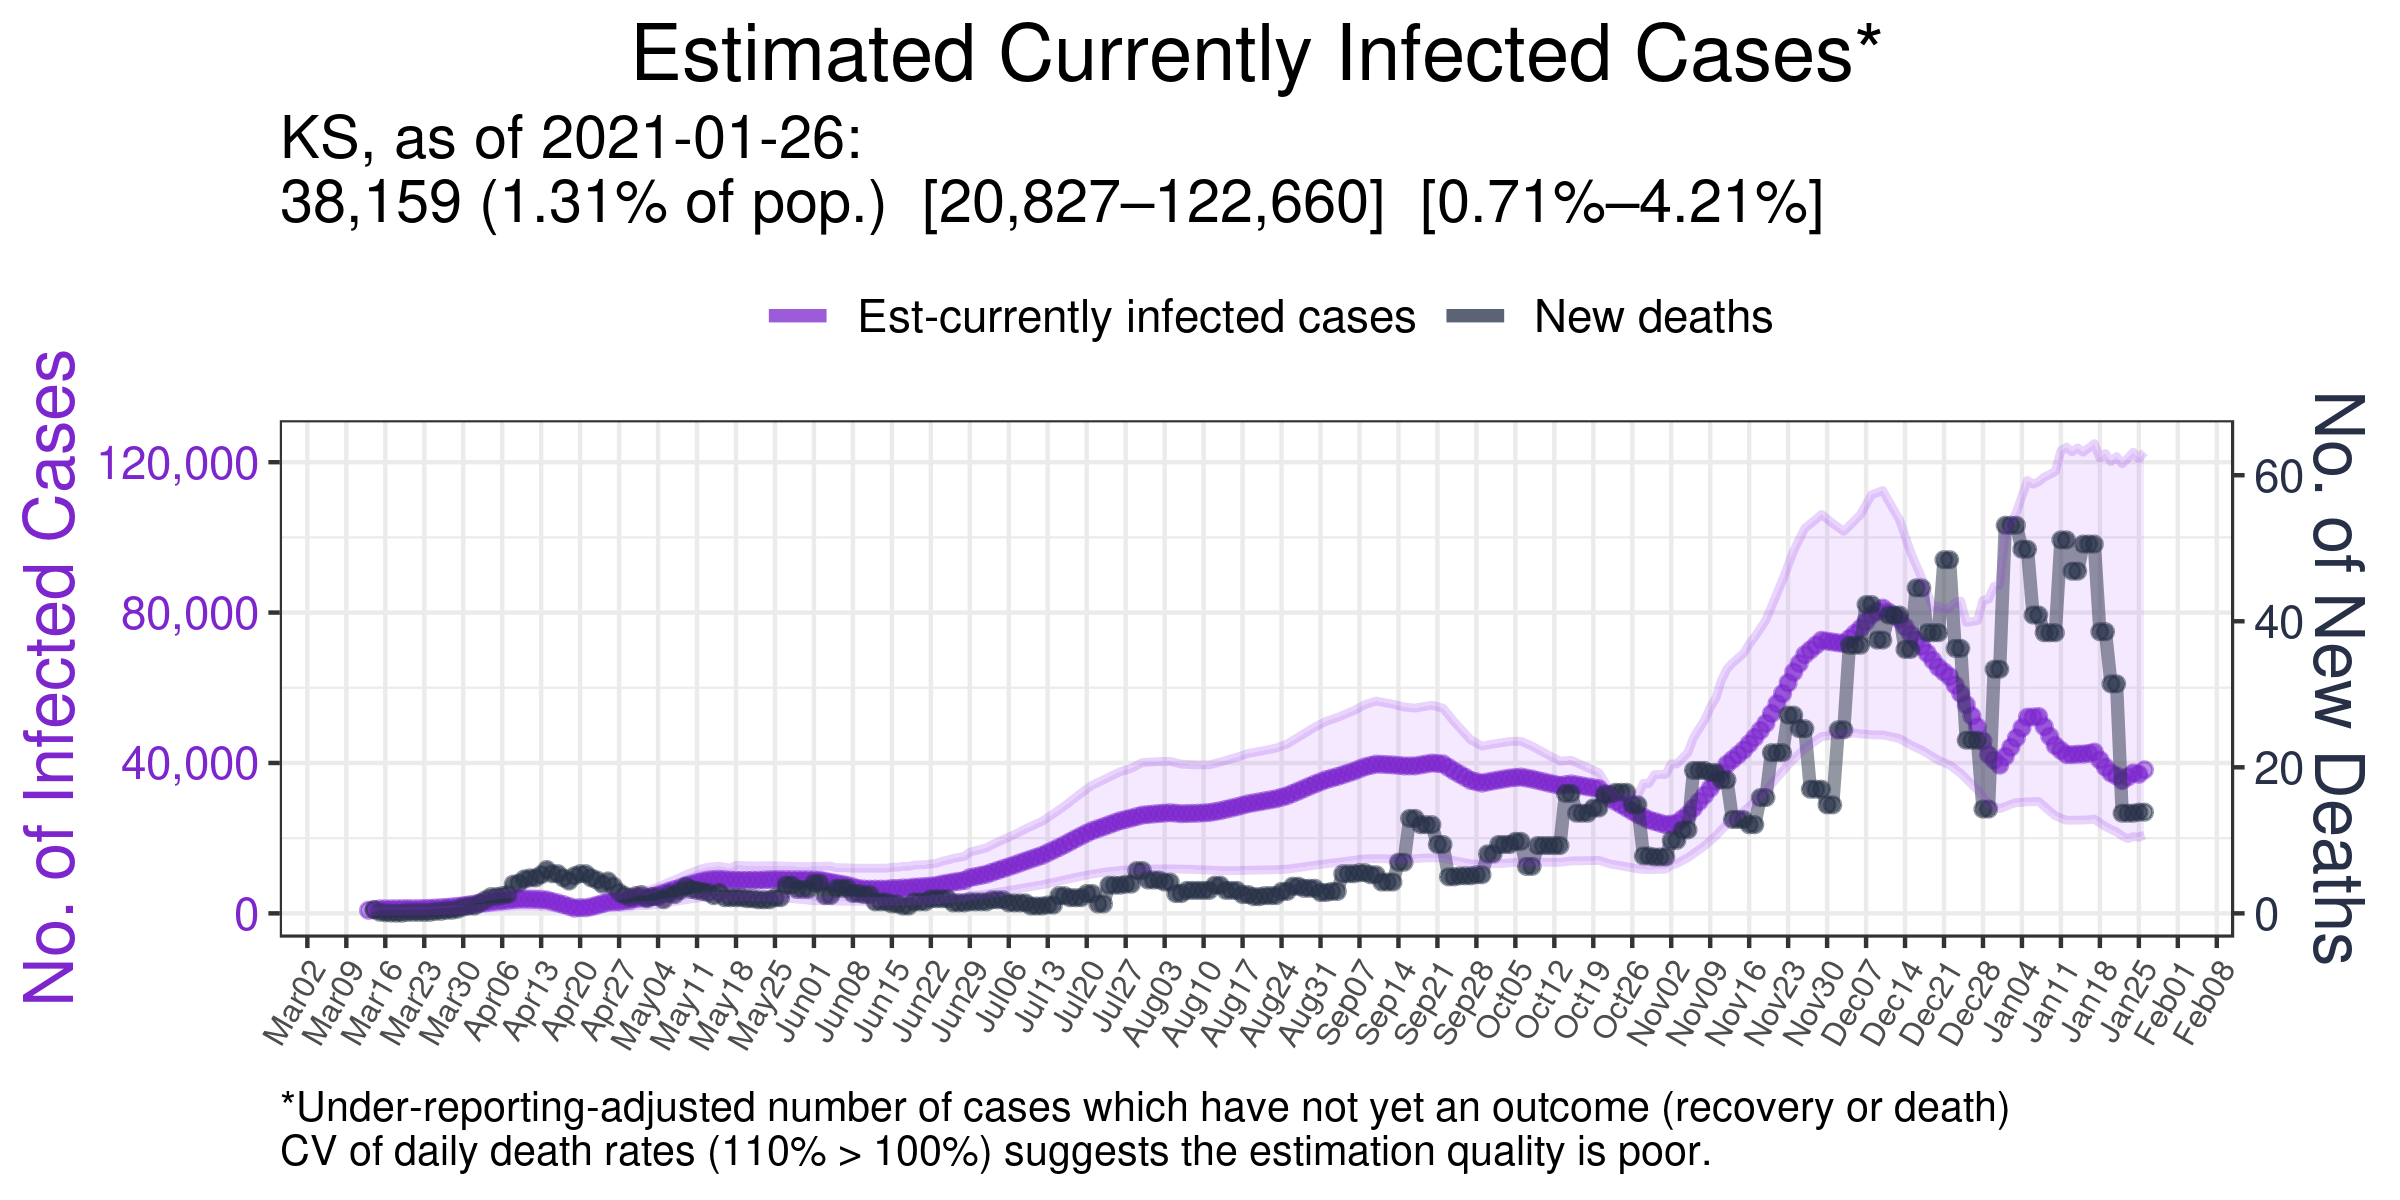 Estimated Currently Infected Cases*
KS, as of 2021-01-26:
38,159 (1.31% of pop.) [20,827–122,660] [0.71%–4.21%]
Est-currently infected cases New deaths
No. of Infected Cases
120,000
80,000
40,000
0
60
40
20
0
No. of New Deaths
Mar02 Mar09 Mar16 Mar23 Mar30 Apr06 Apr13 Apr20 Apr27 May04 May11 May18 May25 Jun01 Jun08 Jun15 Jun22 Jun29 Jul06 Jul13 Jul20 Jul27 Aug03 Aug10 Aug17 Aug24 Aug31 Sep07 Sep14 Sep21 Sep28 Oct05 Oct12 Oct19 Oct26 Nov02 Nov09 Nov16 Nov23 Nov30 Dec07 Dec14 Dec21 Dec28 Jan04 Jan11 Jan18 Jan25 Feb01 Feb08
*Under-reporting-adjusted number of cases which have not yet an outcome (recovery or death)
CV of daily death rates (110% > 100%) suggests the estimation quality is poor.